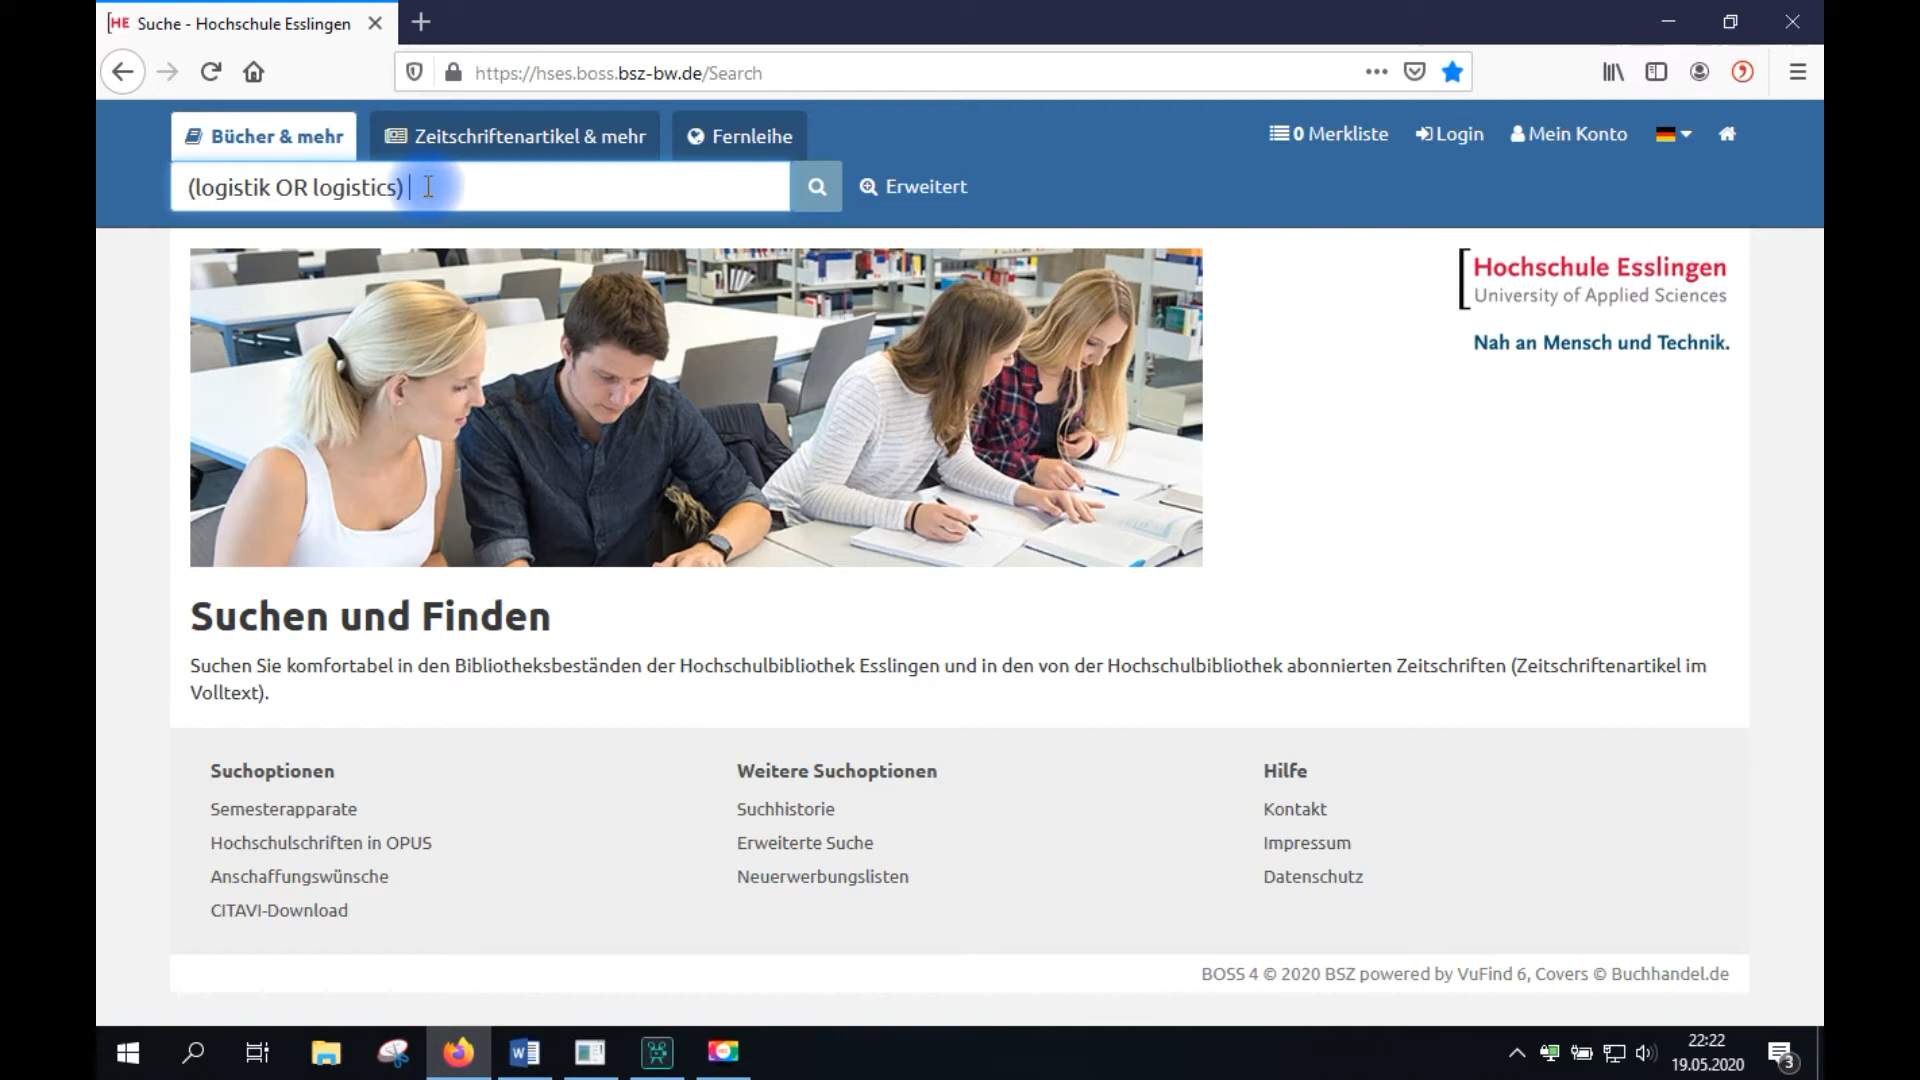 HE Suche - Hochschule Esslingen
https://hses.boss.bsz-bw.de/Search
Bücher & mehr
Zeitschriftenartikel & mehr
Fernleihe
0 Merkliste
Login
Mein Konto
(logistik OR logistics)
Erweitert
Hochschule Esslingen
University of Applied Sciences
Nah an Mensch und Technik.
Suchen und Finden
Suchen Sie komfortabel in den Bibliotheksbeständen der Hochschulbibliothek Esslingen und in den von der Hochschulbibliothek abonnierten Zeitschriften (Zeitschriftenartikel im
Volltext).
Suchoptionen
Semesterapparate
Hochschulschriften in OPUS
Anschaffungswünsche
CITAVI-Download
Weitere Suchoptionen
Suchhistorie
Erweiterte Suche
Neuerwerbungslisten
Hilfe
Kontakt
Impressum
Datenschutz
BOSS 4 © 2020 BSZ powered by VuFind 6, Covers © Buchhandel.de
22:22
19.05.2020
3